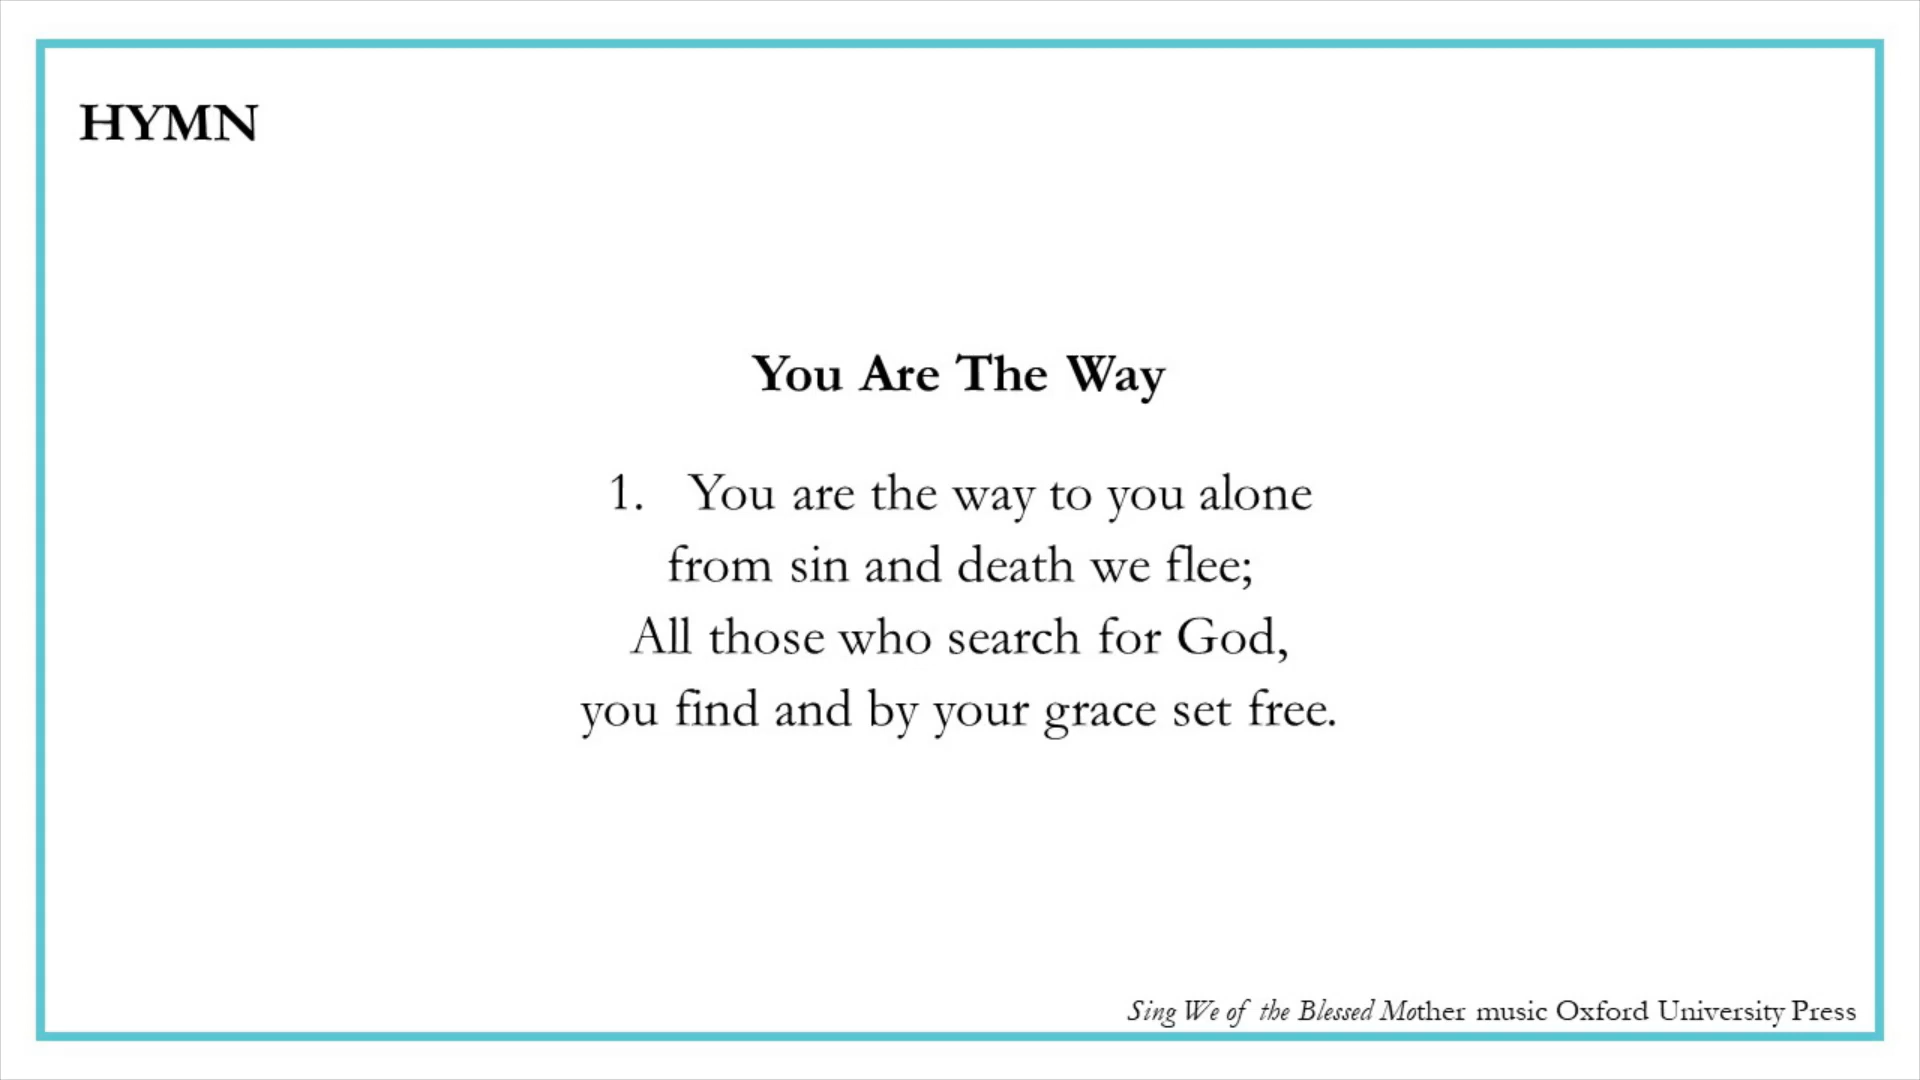 HYMN
You Are The Way
1. You are the way to you alone
from sin and death we flee;
All those who search for God,
you find and by your grace set free.
Sing We of the Blessed Mother music Oxford University Press